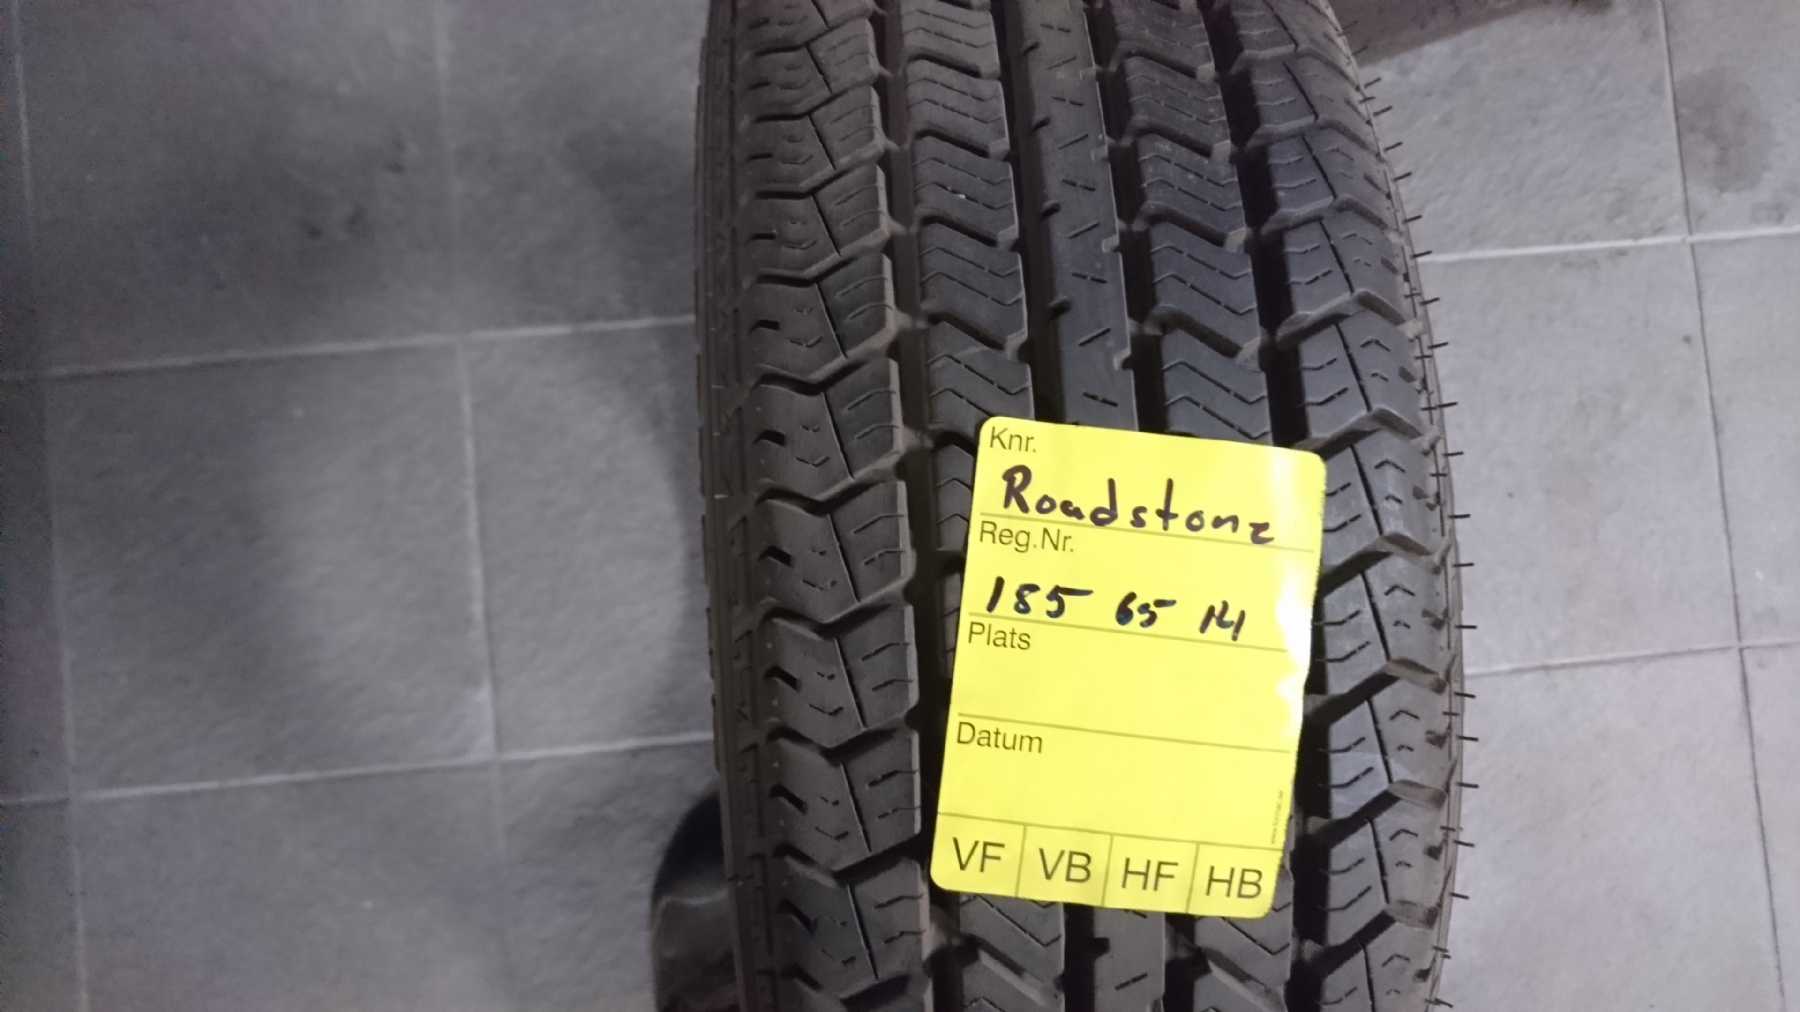 Knr.
Roadstone
Reg.Nr.
185 65 14
Plats
Datum
VF VB HF HB